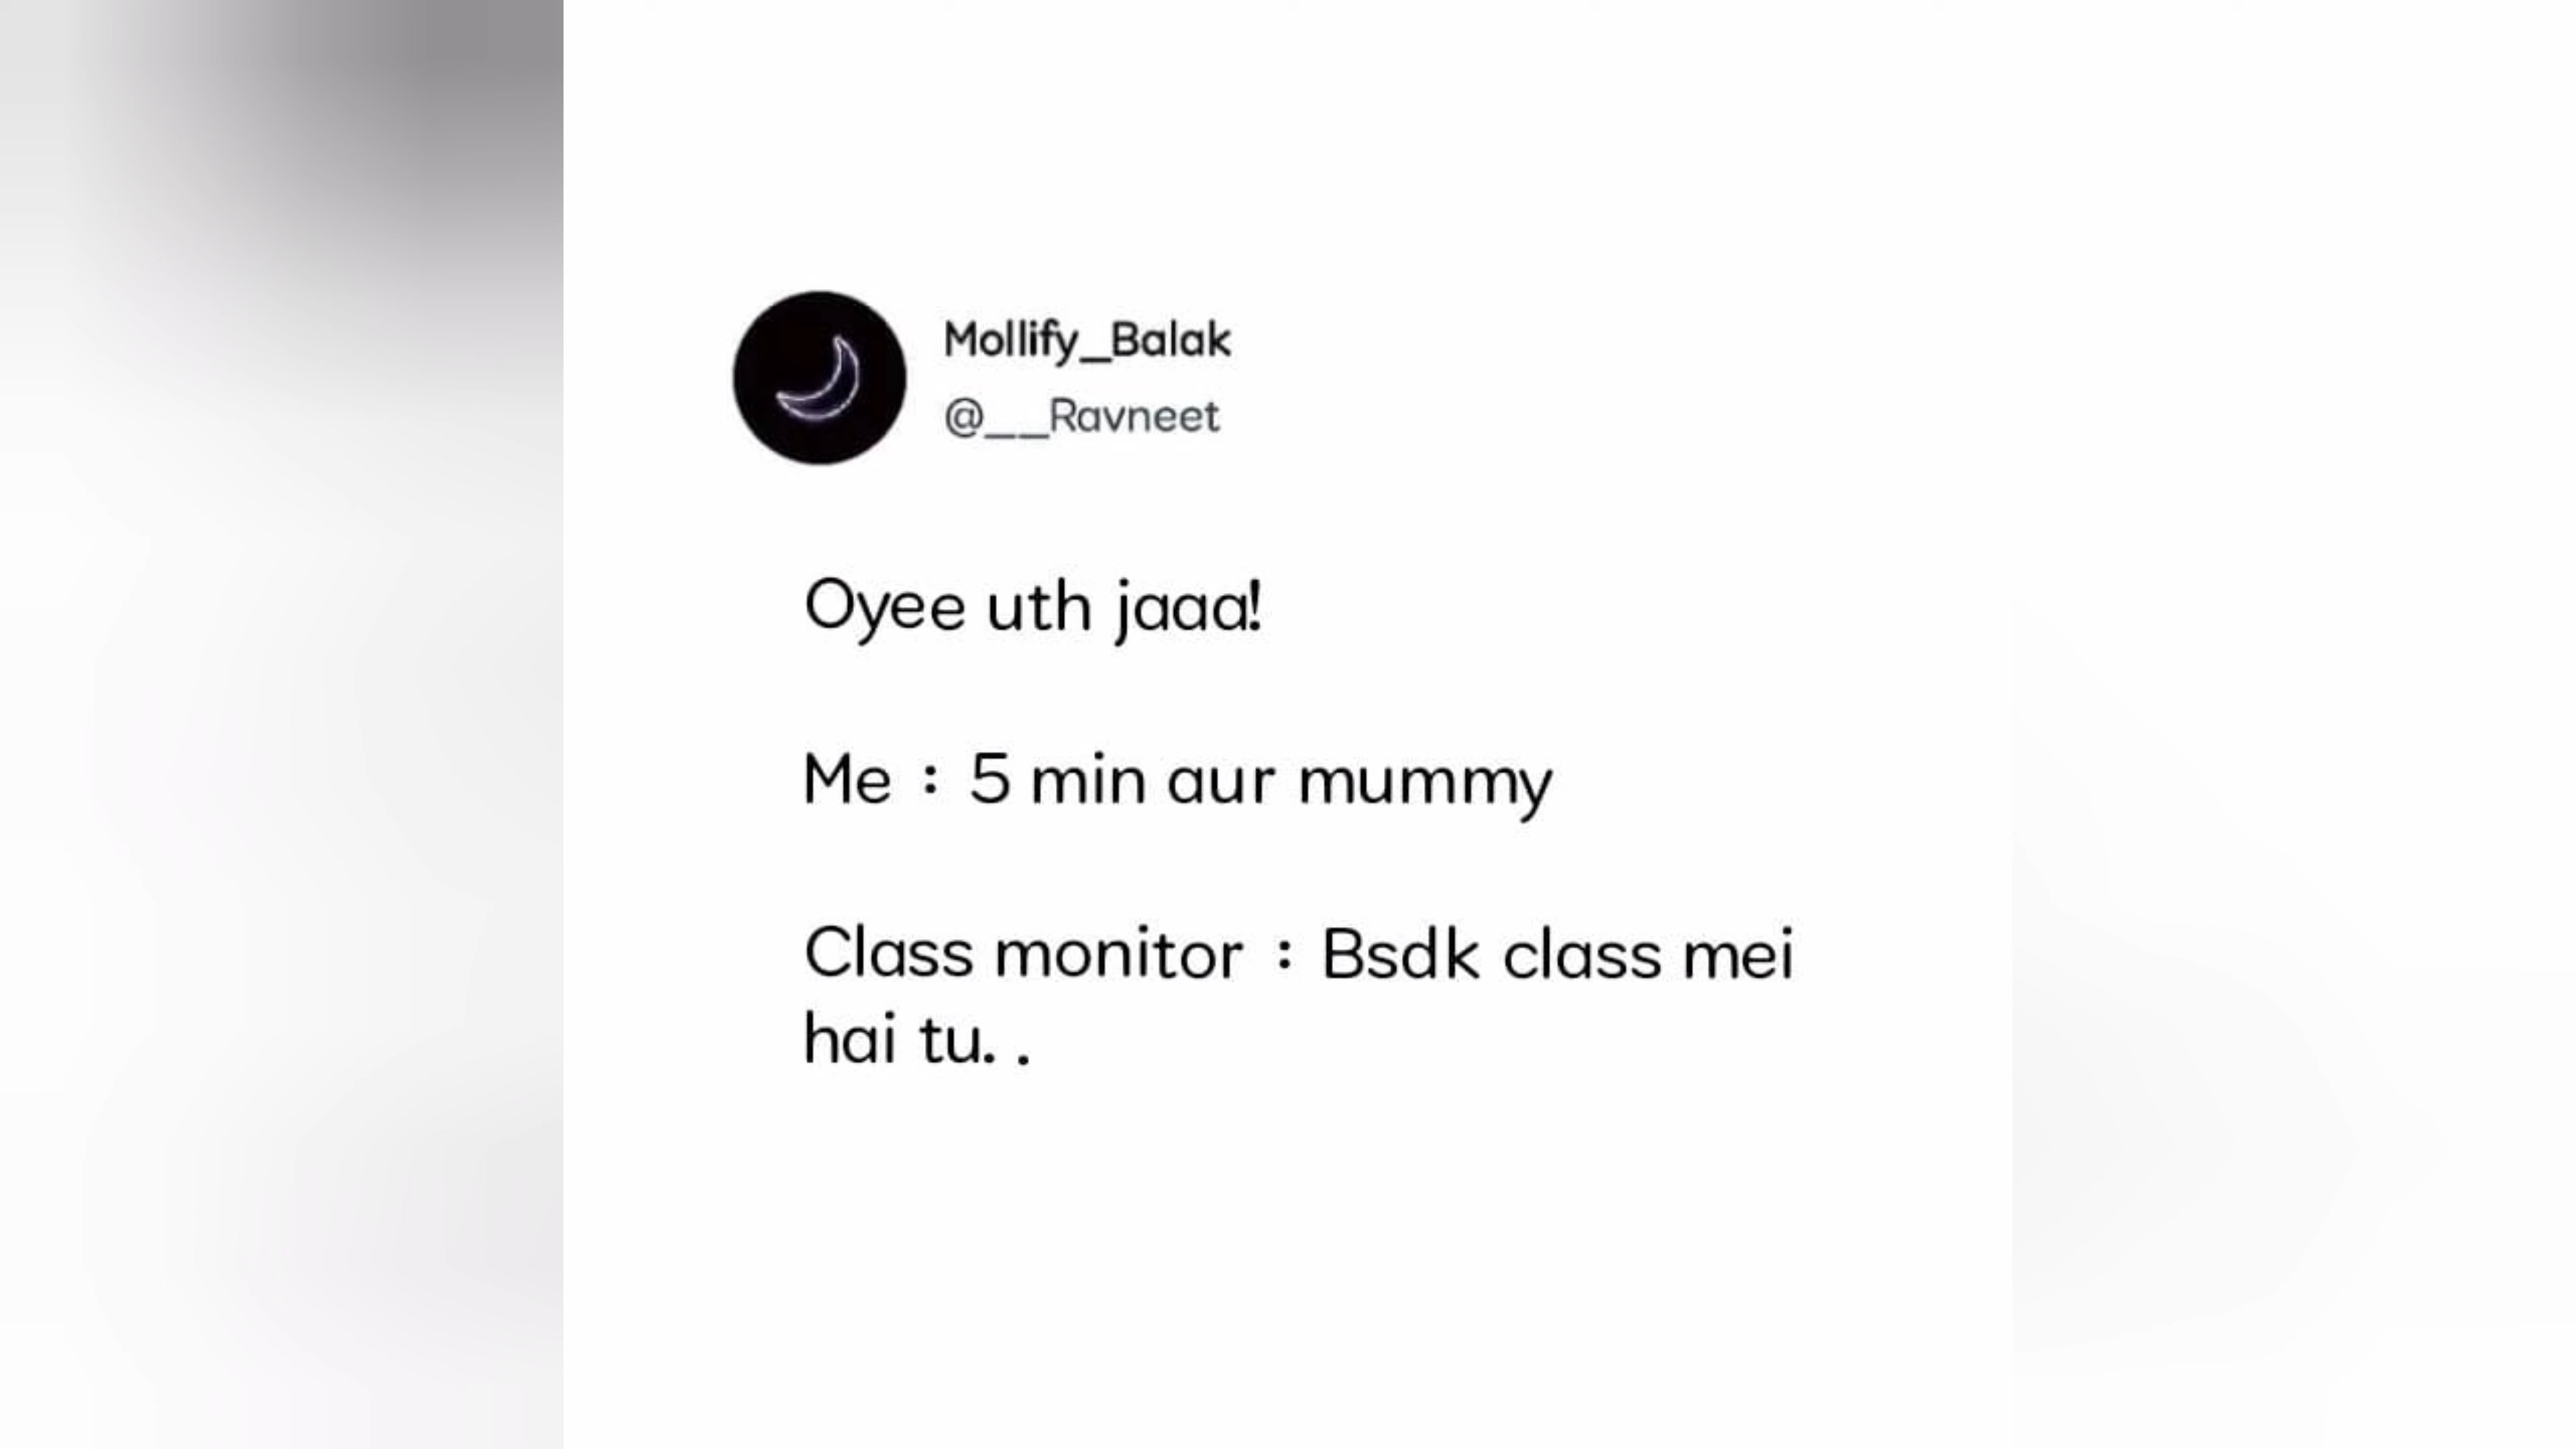 Mollify_Balak
@__Ravneet
Oyee uth jaaa!
Me : 5 min aur mummy
Class monitor : Bsdk class mei
hai tu. .